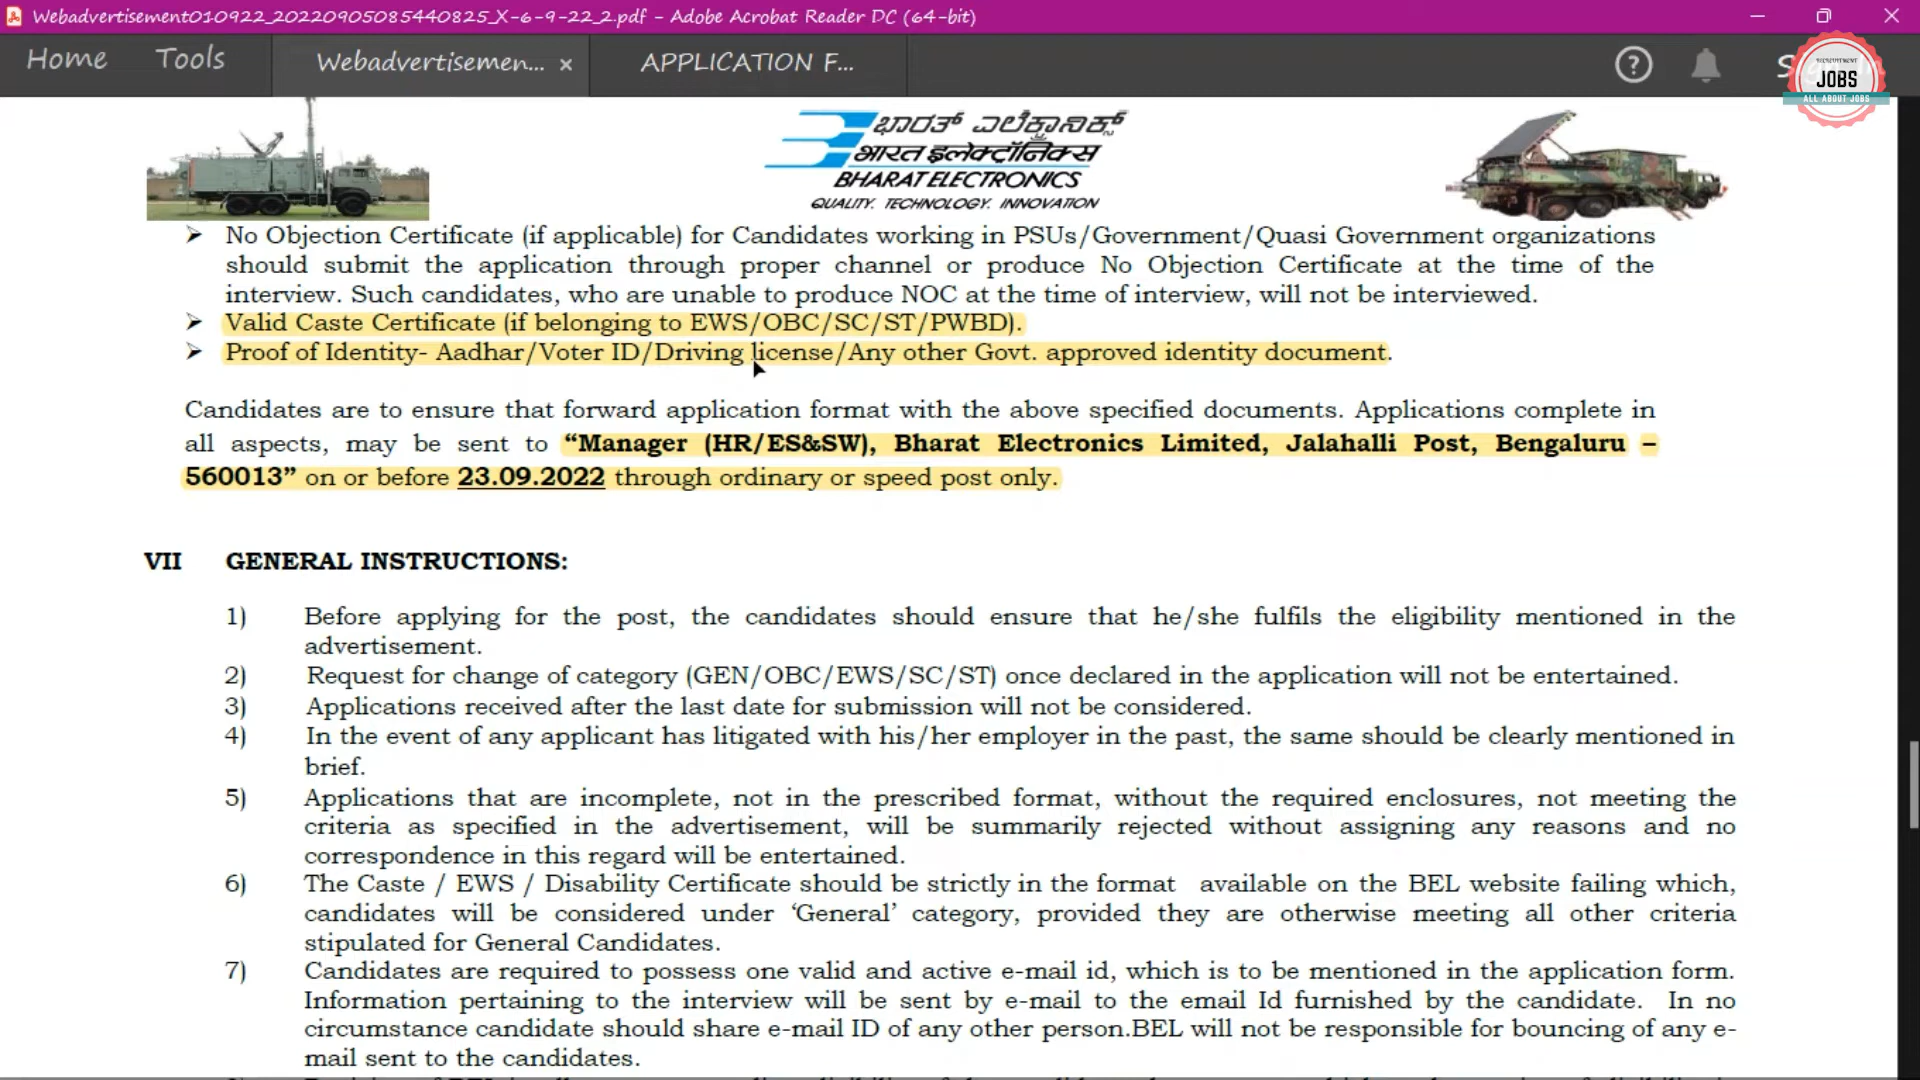 Webadvertisement010922_20220905085440825_X-6-9-22_2.pdf - Adobe Acrobat Reader DC (64-bit)
Home Tools Webadvertisemen... × APPLICATION F...
RECRUITMENT
JOBS
ALL ABOUT JOBS
ಭಾರತ್ ಎಲೆಕ್ಟ್ರಾನಿಕ್ಸ್
भारत इलेक्ट्रॉनिक्स
BHARAT ELECTRONICS
QUALITY. TECHNOLOGY. INNOVATION
➢ No Objection Certificate (if applicable) for Candidates working in PSUs/Government/Quasi Government organizations
should submit the application through proper channel or produce No Objection Certificate at the time of the
interview. Such candidates, who are unable to produce NOC at the time of interview, will not be interviewed.
➢ Valid Caste Certificate (if belonging to EWS/OBC/SC/ST/PWBD).
➢ Proof of Identity- Aadhar/Voter ID/Driving license/Any other Govt. approved identity document.
Candidates are to ensure that forward application format with the above specified documents. Applications complete in
all aspects, may be sent to “Manager (HR/ES&SW), Bharat Electronics Limited, Jalahalli Post, Bengaluru –
560013” on or before 23.09.2022 through ordinary or speed post only.
VII GENERAL INSTRUCTIONS:
1) Before applying for the post, the candidates should ensure that he/she fulfils the eligibility mentioned in the
advertisement.
2) Request for change of category (GEN/OBC/EWS/SC/ST) once declared in the application will not be entertained.
3) Applications received after the last date for submission will not be considered.
4) In the event of any applicant has litigated with his/her employer in the past, the same should be clearly mentioned in
brief.
5) Applications that are incomplete, not in the prescribed format, without the required enclosures, not meeting the
criteria as specified in the advertisement, will be summarily rejected without assigning any reasons and no
correspondence in this regard will be entertained.
6) The Caste / EWS / Disability Certificate should be strictly in the format available on the BEL website failing which,
candidates will be considered under ‘General’ category, provided they are otherwise meeting all other criteria
stipulated for General Candidates.
7) Candidates are required to possess one valid and active e-mail id, which is to be mentioned in the application form.
Information pertaining to the interview will be sent by e-mail to the email Id furnished by the candidate. In no
circumstance candidate should share e-mail ID of any other person.BEL will not be responsible for bouncing of any e-
mail sent to the candidates.